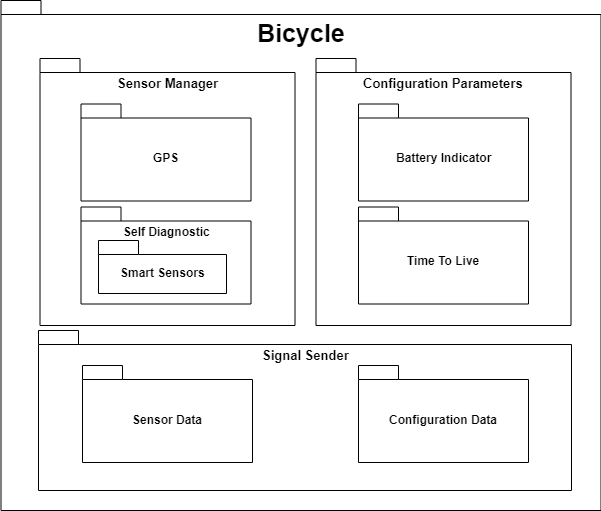 Bicycle
Sensor Manager
GPS
Self Diagnostic
Smart Sensors
Configuration Parameters
Battery Indicator
Time To Live
Signal Sender
Sensor Data
Configuration Data